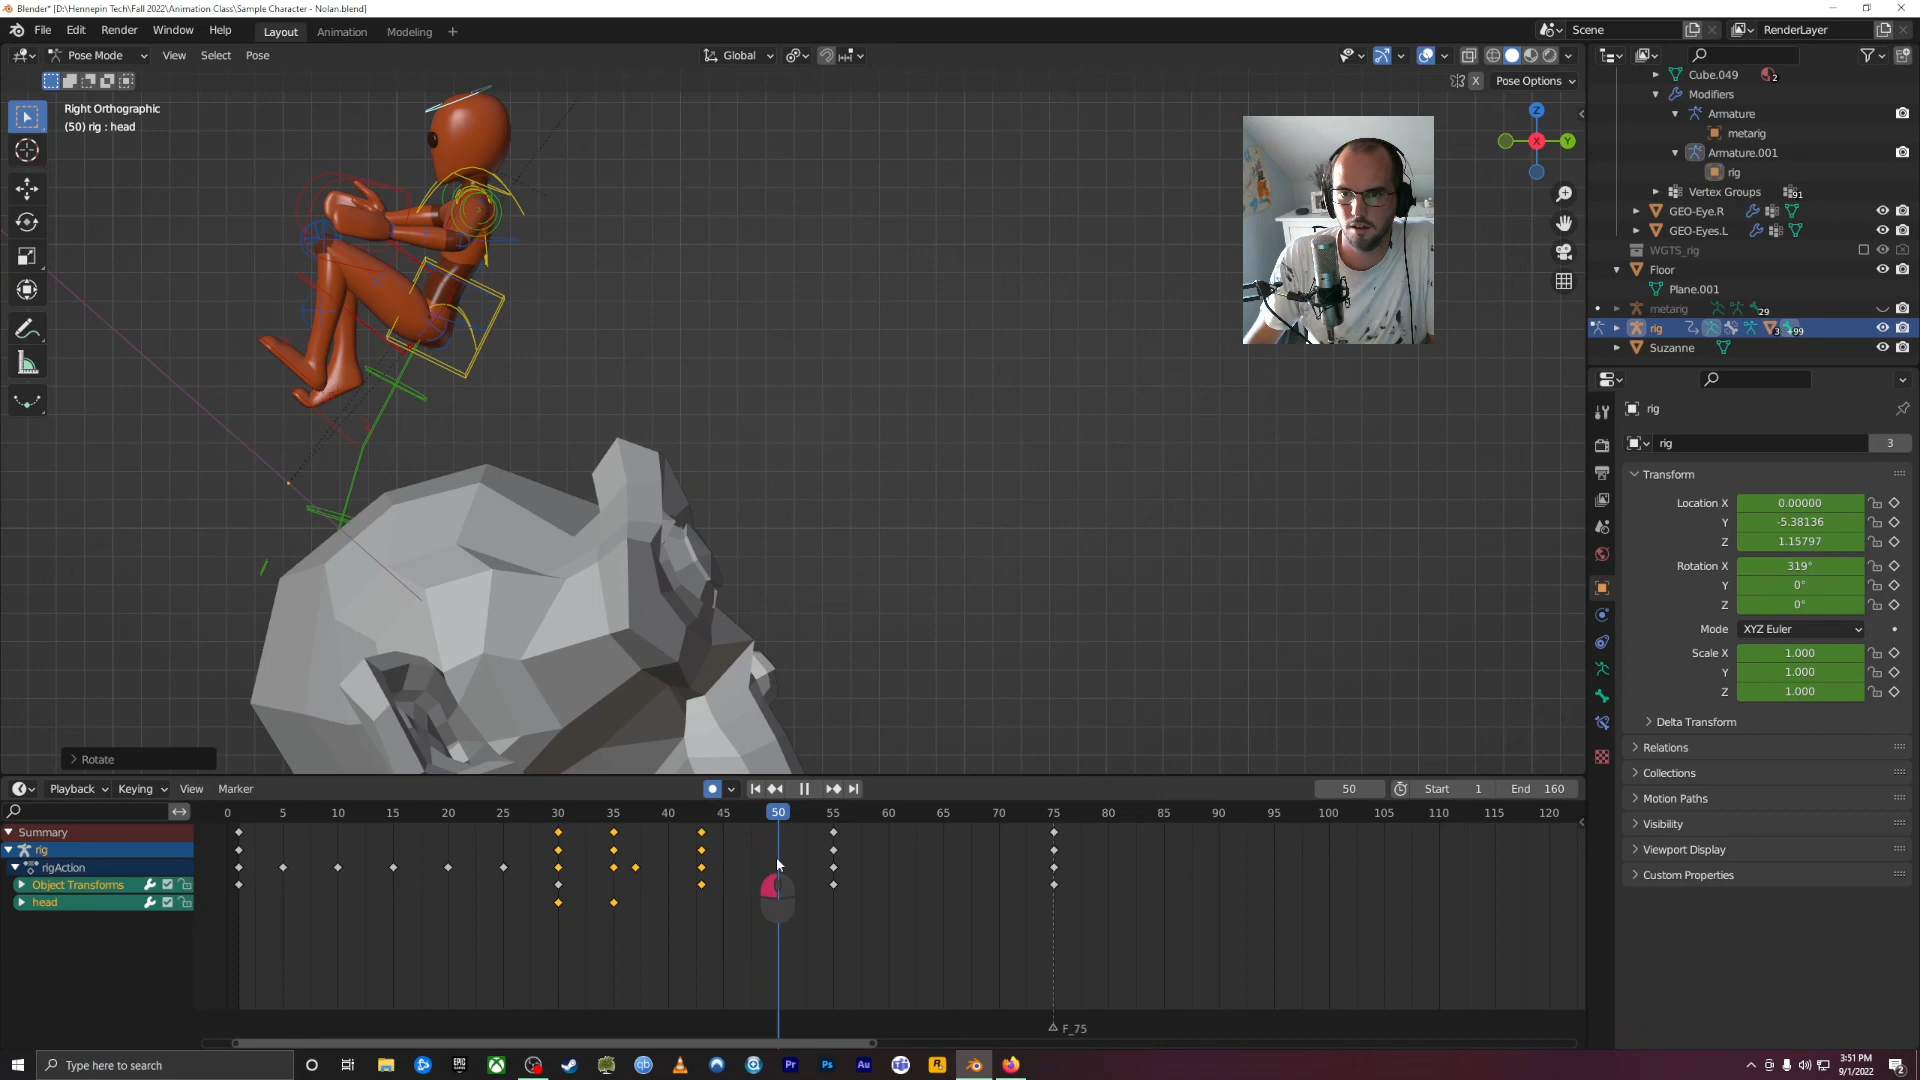 Blender* [D:\Hennepin Tech\Fall 2022\Animation Class\Sample Character - Nolan.blend]
File Edit Render Window Help Layout Animation Modeling + Scene RenderLayer
Pose Mode View Select Pose Global
X Pose Options
Right Orthographic
(50) rig : head
Z
X
Y
Cube.049 2
Modifiers
Armature
metarig
Armature.001
rig
Vertex Groups 91
GEO-Eye.R
GEO-Eyes.L
WGTS_rig
Floor
Plane.001
metarig 29
rig 3 99
Suzanne
rig
rig 3
Transform
Location X 0.00000
Y -5.38136
Z 1.15797
Rotation X 319°
Y 0°
Z 0°
Mode XYZ Euler
Scale X 1.000
Y 1.000
Z 1.000
Delta Transform
Relations
Collections
Motion Paths
Visibility
Viewport Display
Custom Properties
Rotate
Playback Keying View Marker 50 Start 1 End 160
0 5 10 15 20 25 30 35 40 45 50 55 60 65 70 75 80 85 90 95 100 105 110 115 120
Summary
rig
rigAction
Object Transforms
head
F_75
Type here to search
3:51 PM
9/1/2022
2